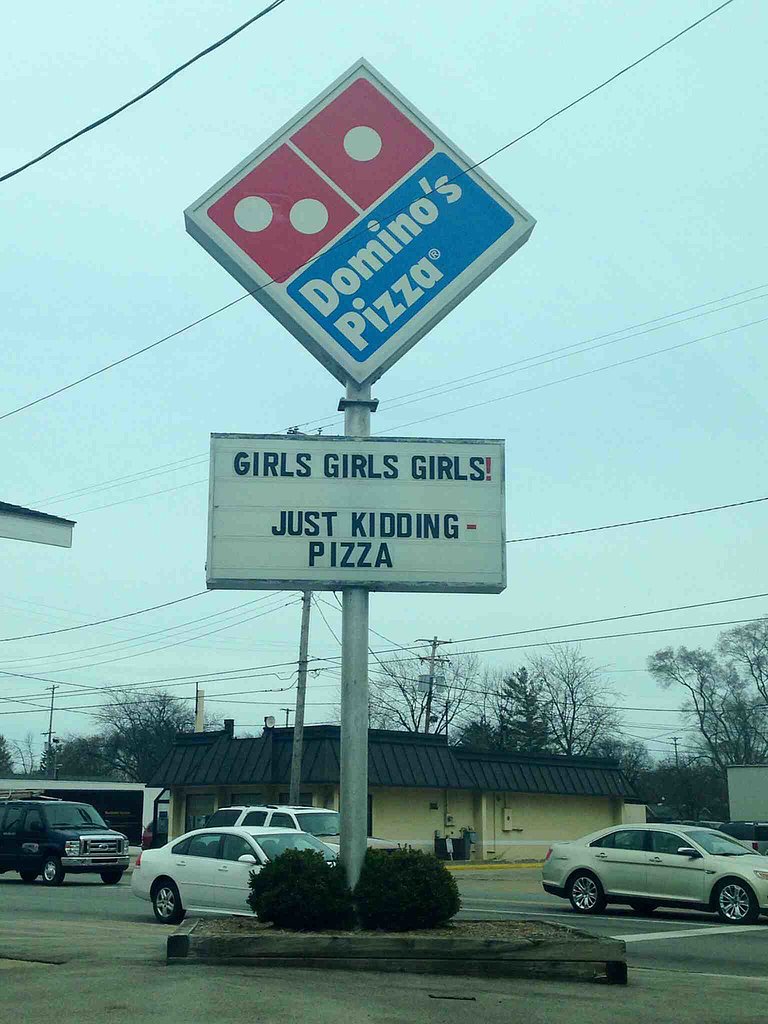 Domino's
Pizza®
GIRLS GIRLS GIRLS!
JUST KIDDING-
PIZZA